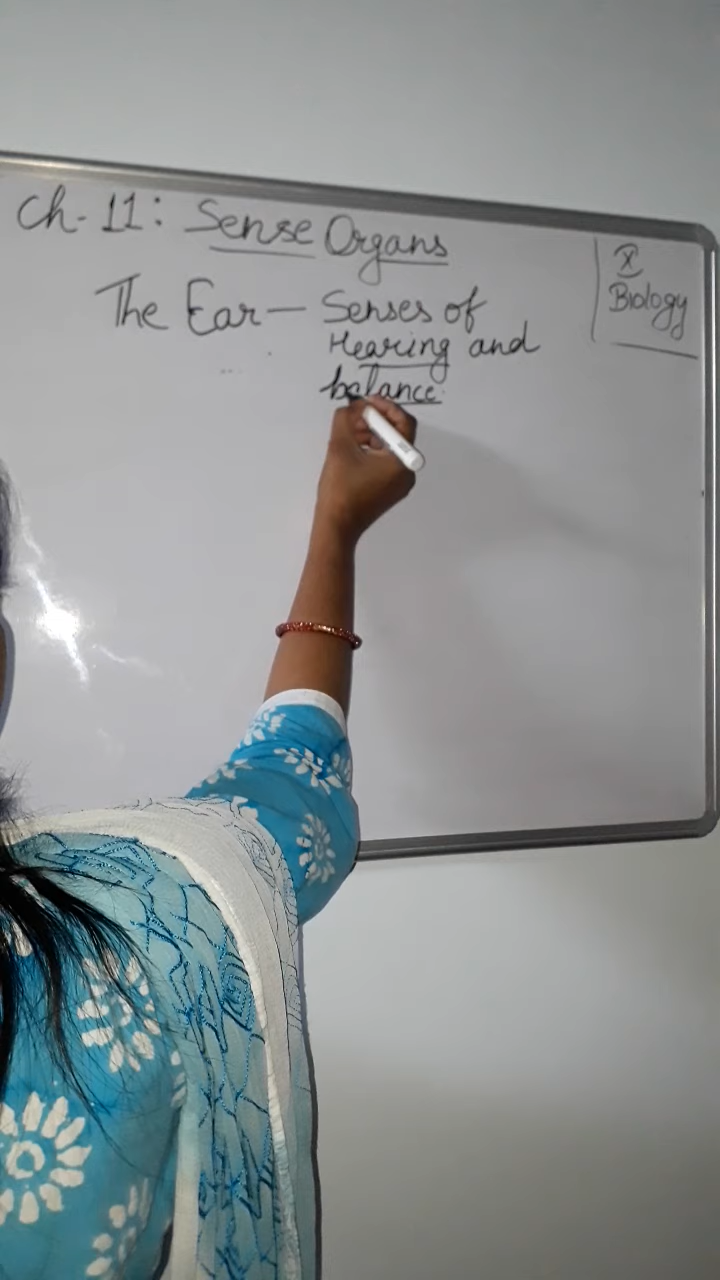 Ch-11: Sense Organs
The Ear — Senses of
Hearing and
balance
X
Biology